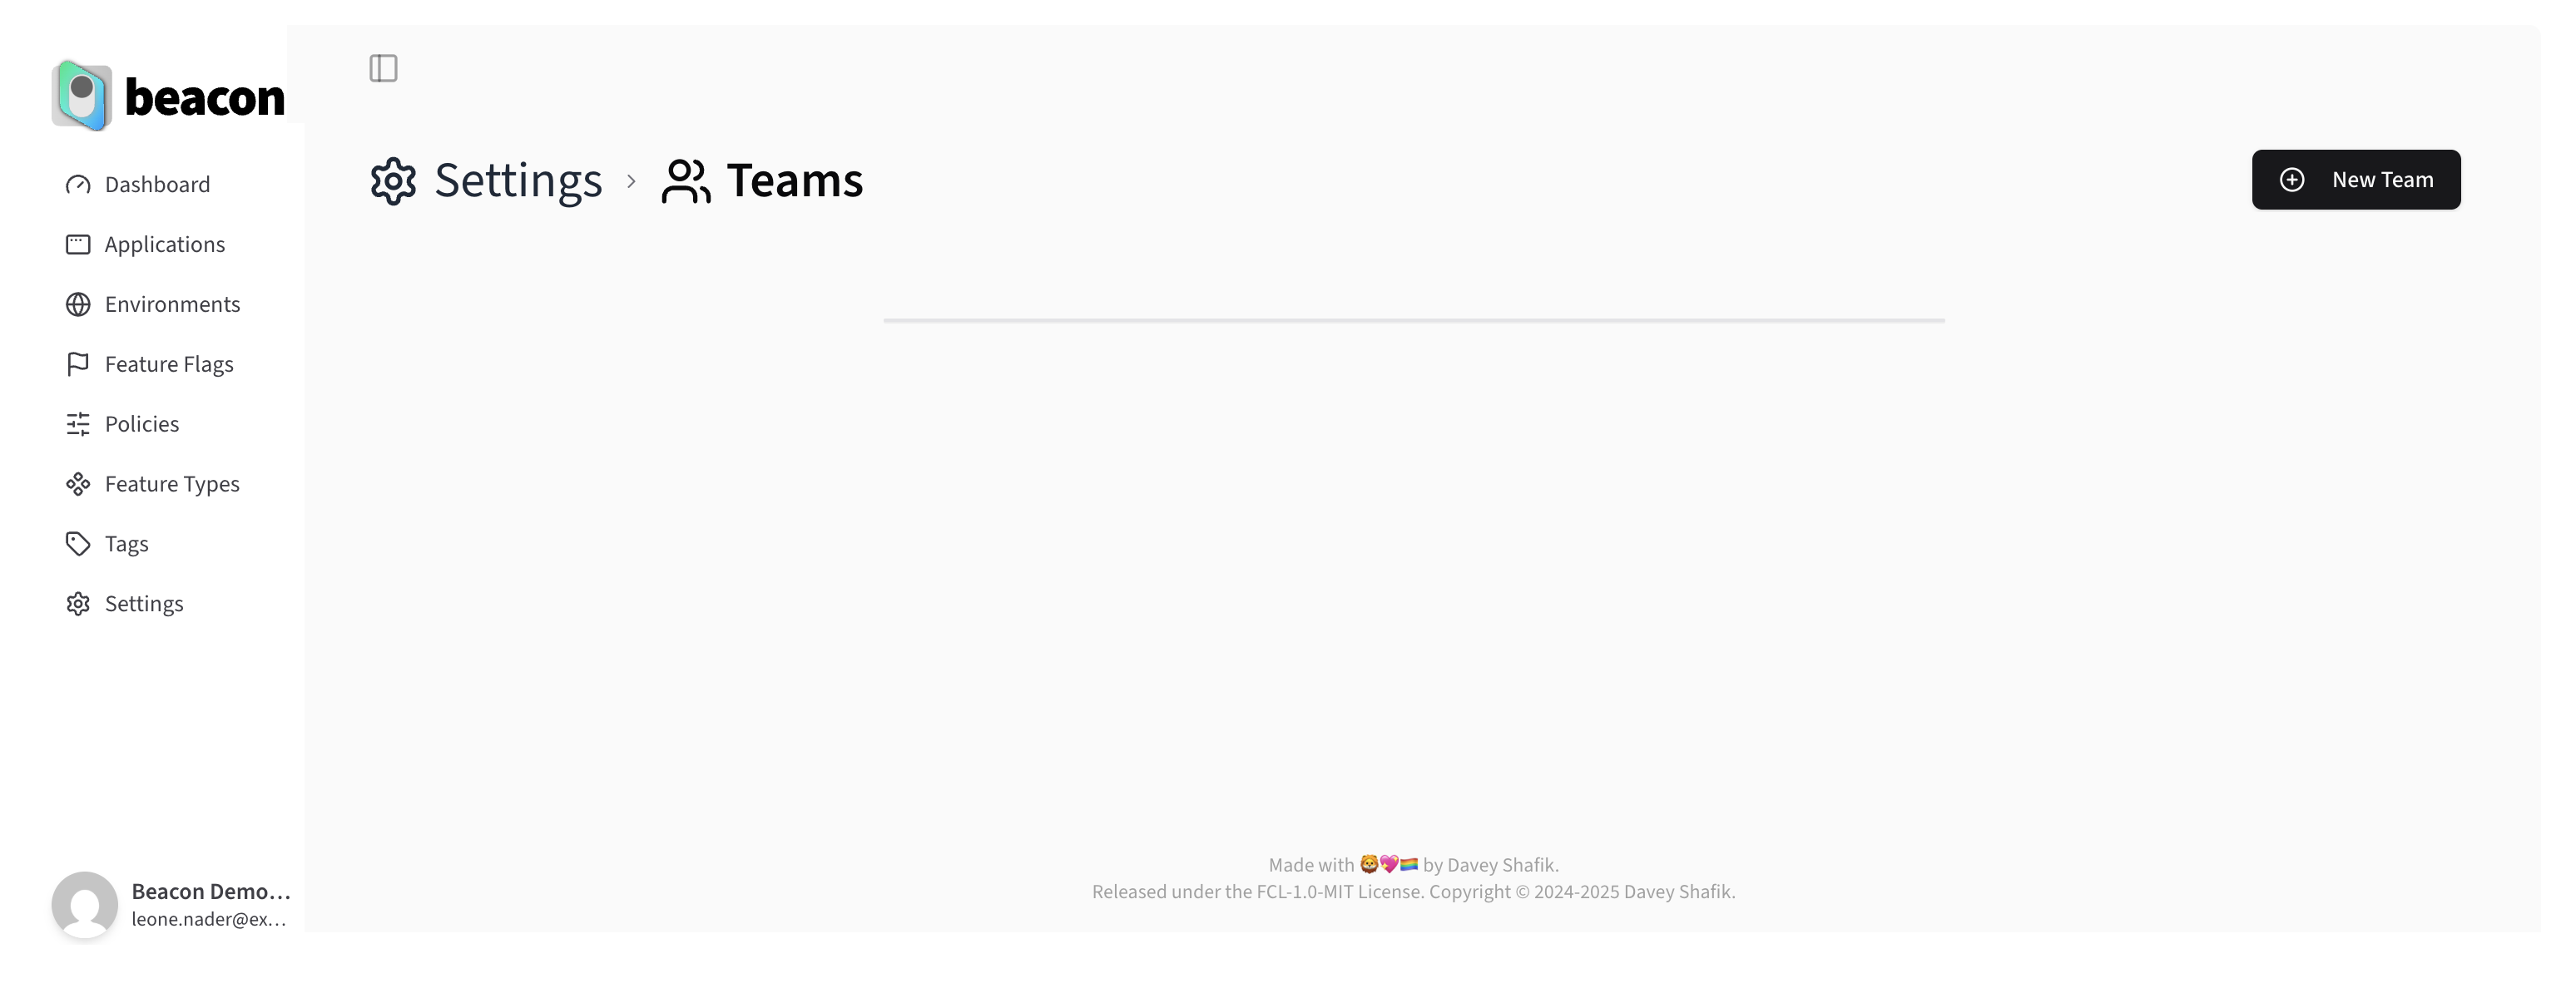 beacon
Dashboard
Applications
Environments
Feature Flags
Policies
Feature Types
Tags
Settings
Beacon Demo...
leone.nader@ex...
Settings > Teams
New Team
Made with 🦁💖🏳️‍🌈 by Davey Shafik.
Released under the FCL-1.0-MIT License. Copyright © 2024-2025 Davey Shafik.